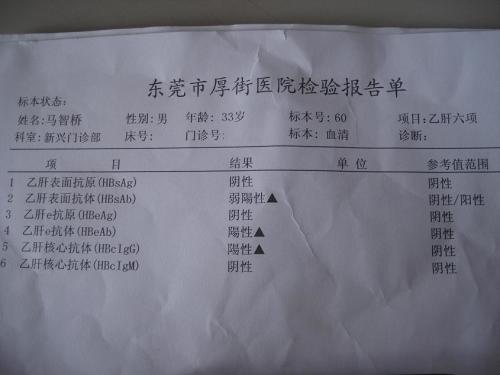 东莞市厚街医院检验报告单
标本状态:
姓名:马智桥 性别:男 年龄: 33岁 标本号:60 项目:乙肝六项
科室:新兴门诊部 床号: 门诊号: 标本: 血清 诊断:
项 目 结果 单 位 参考值范围
1 乙肝表面抗原(HBsAg) 阴性 阴性
2 乙肝表面抗体(HBsAb) 弱陽性▲ 阴性/阳性
3 乙肝e抗原(HBeAg) 阴性 阴性
4 乙肝e抗体(HBeAb) 陽性▲ 阴性
5 乙肝核心抗体(HBcIgG) 陽性▲ 阴性
6 乙肝核心抗体(HBcIgM) 阴性 阴性